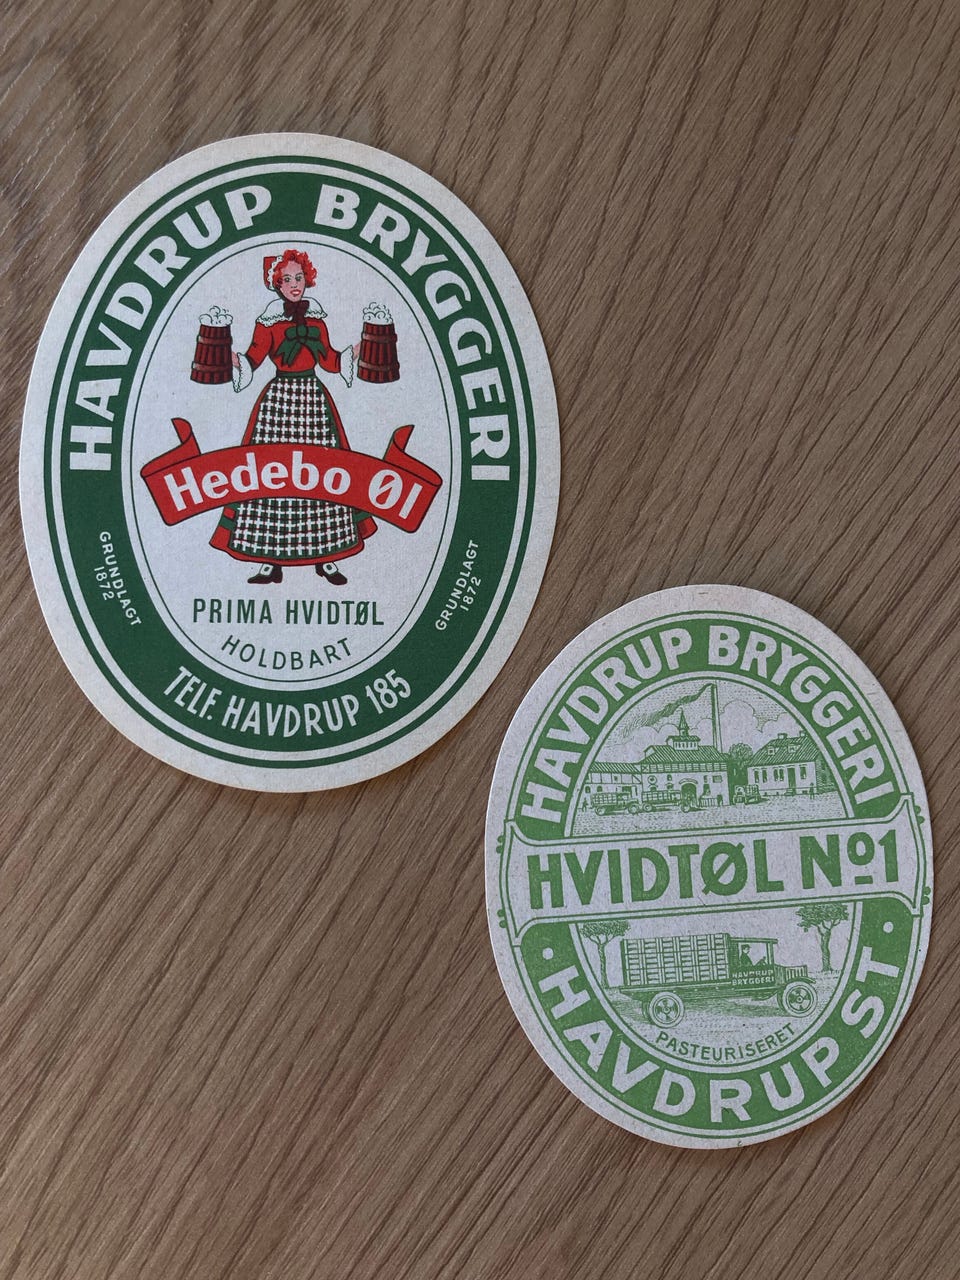 HAVDRUP BRYGGERI
Hedebo Øl
PRIMA HVIDTØL
HOLDBART
GRUNDLAGT
1872
GRUNDLAGT
1872
TELF. HAVDRUP 185
HAVDRUP BRYGGERI
HVIDTØL Nº1
HAVDRUP
BRYGGERI
PASTEURISERET
• HAVDRUP ST. •